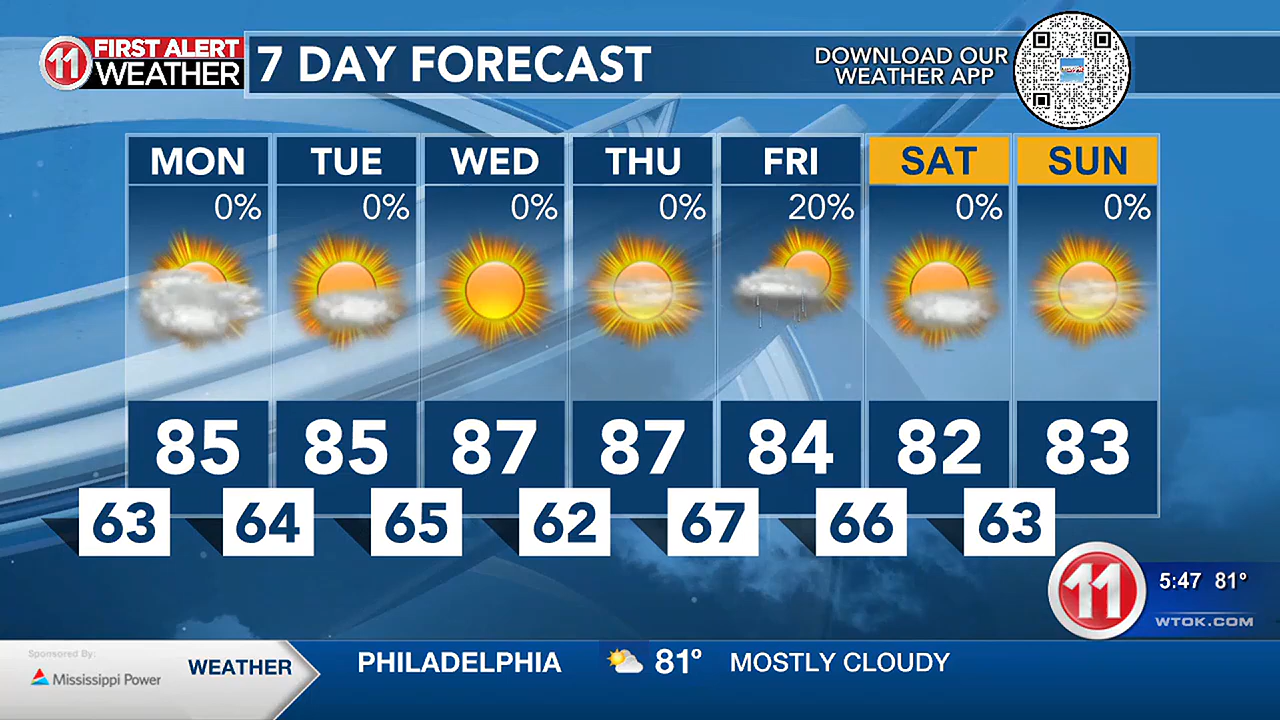 11 FIRST ALERT
WEATHER
7 DAY FORECAST
DOWNLOAD OUR
WEATHER APP
MON TUE WED THU FRI SAT SUN
0% 0% 0% 0% 20% 0% 0%
85 85 87 87 84 82 83
63 64 65 62 67 66 63
11 5:47 81°
WTOK.COM
Sponsored By:
Mississippi Power
WEATHER PHILADELPHIA 81° MOSTLY CLOUDY